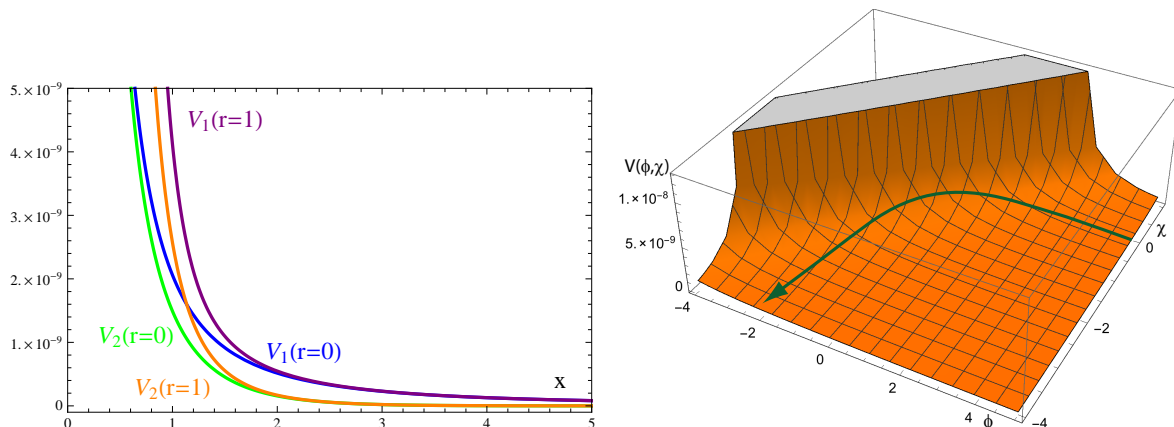 5.×10⁻⁹
4.×10⁻⁹
3.×10⁻⁹
2.×10⁻⁹
1.×10⁻⁹
0
V₁(r=1)
V₂(r=0)
V₁(r=0)
V₂(r=1)
x
0 1 2 3 4 5
V(ϕ,χ)
1.×10⁻⁸
5.×10⁻⁹
0
-4 -2 0 2 4
ϕ
χ
0
-2
-4